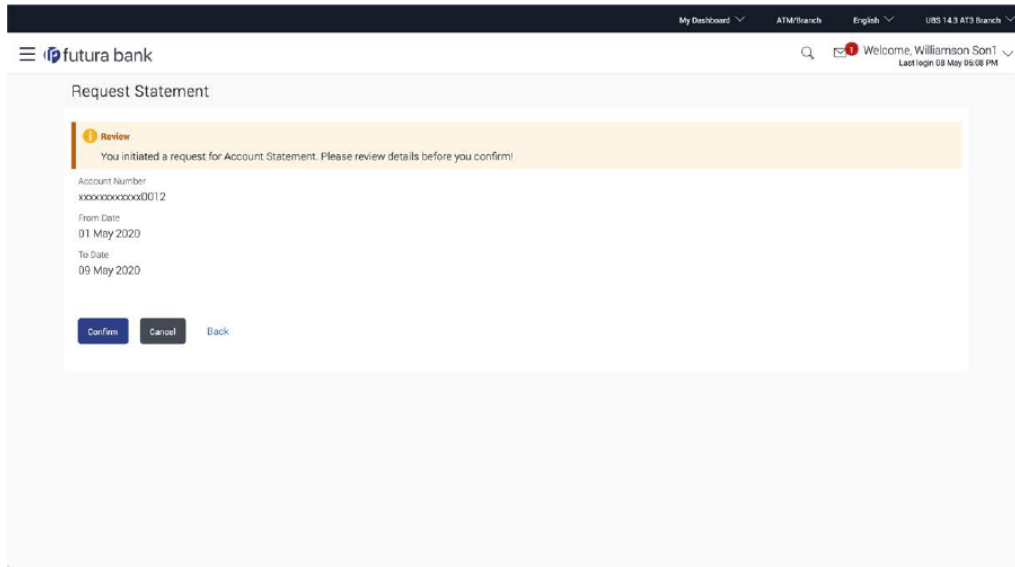 My Dashboard ATM/Branch English UBS 14.3 AT3 Branch
futura bank
1 Welcome, Williamson Son1
Last login 08 May 05:08 PM
Request Statement
Review
You initiated a request for Account Statement. Please review details before you confirm!
Account Number
xxxxxxxxxxxx0012
From Date
01 May 2020
To Date
09 May 2020
Confirm Cancel Back